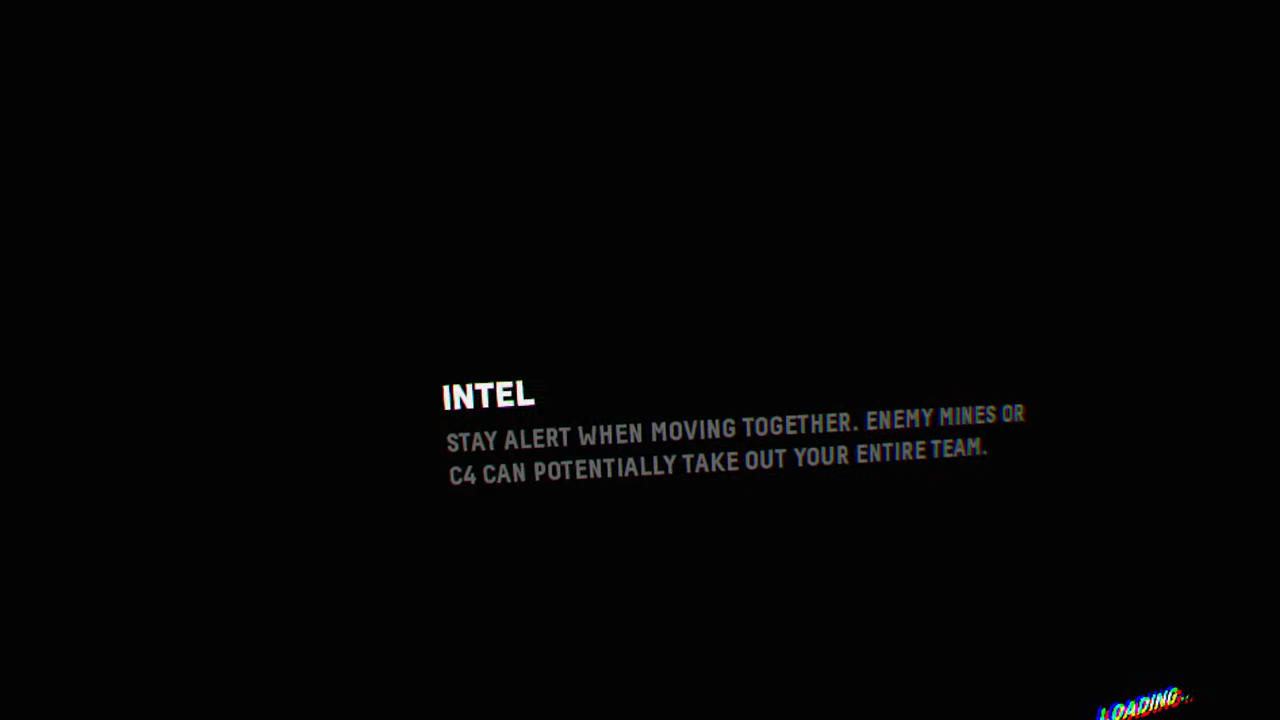 INTEL
STAY ALERT WHEN MOVING TOGETHER. ENEMY MINES OR
C4 CAN POTENTIALLY TAKE OUT YOUR ENTIRE TEAM.
LOADING...